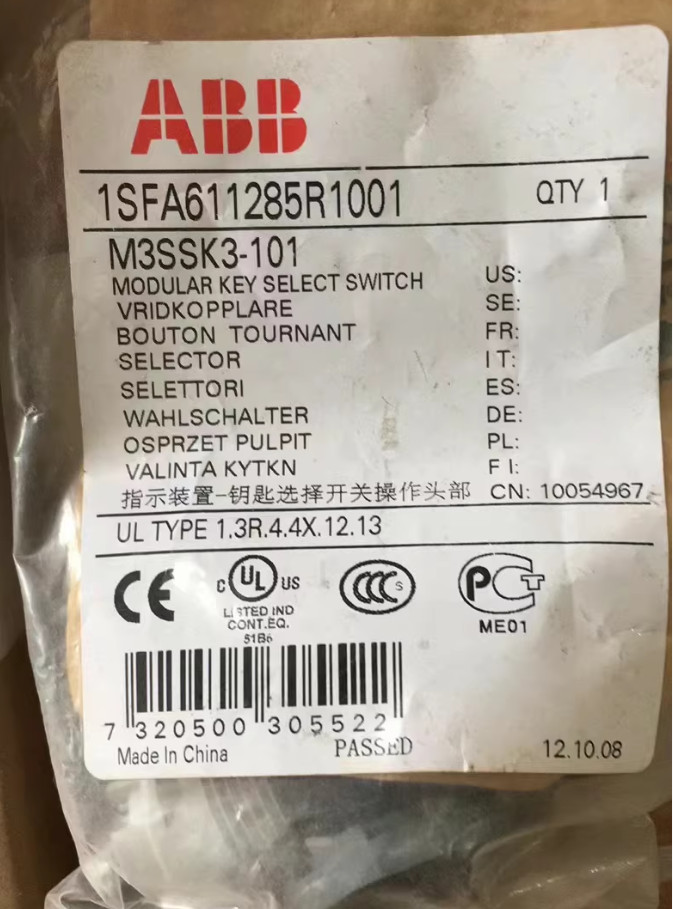 ABB
1SFA611285R1001 QTY 1
M3SSK3-101
MODULAR KEY SELECT SWITCH US:
VRIDKOPPLARE SE:
BOUTON TOURNANT FR:
SELECTOR IT:
SELETTORI ES:
WAHLSCHALTER DE:
OSPRZET PULPIT PL:
VALINTA KYTKN FI:
指示装置-钥匙选择开关操作头部 CN: 10054967
UL TYPE 1.3R.4.4X.12.13
CE C UL US CCC S PCT
LISTED IND
CONT.EQ. ME01
51B6
7 320500 305522
Made In China PASSED 12.10.08